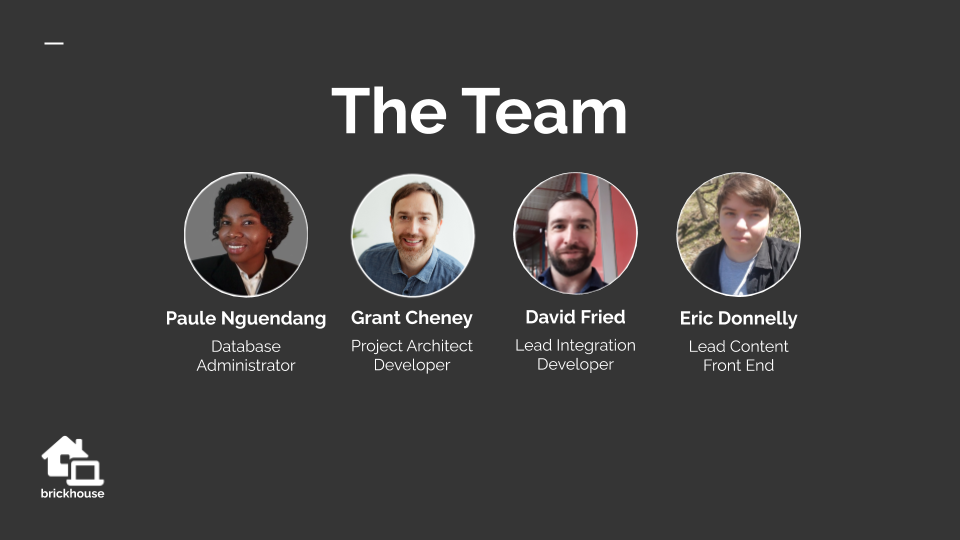 The Team
Paule Nguendang
Database
Administrator
Grant Cheney
Project Architect
Developer
David Fried
Lead Integration
Developer
Eric Donnelly
Lead Content
Front End
brickhouse